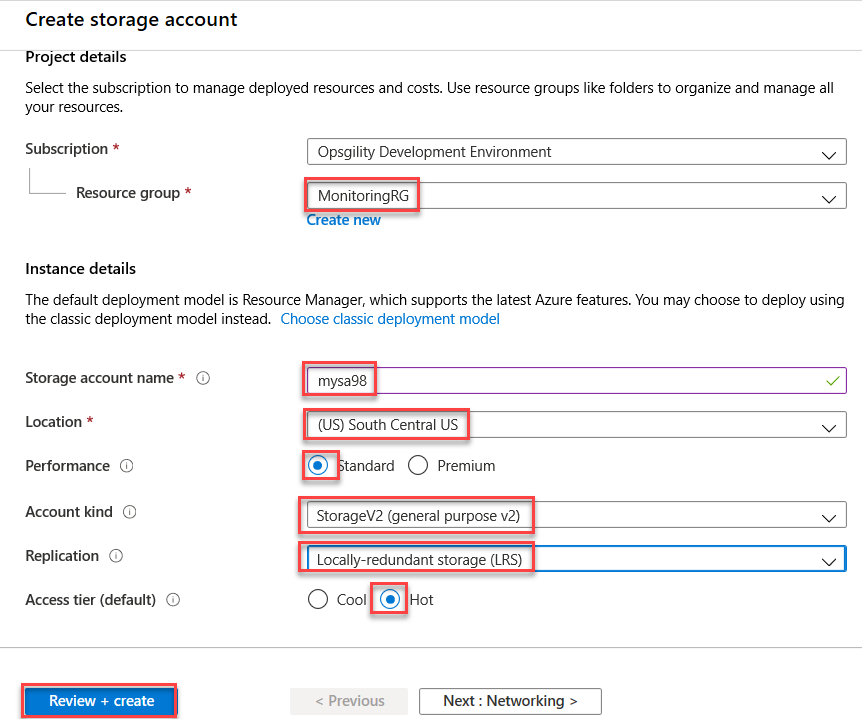 Create storage account
Project details
Select the subscription to manage deployed resources and costs. Use resource groups like folders to organize and manage all
your resources.
Subscription *
Opsgility Development Environment
Resource group *
MonitoringRG
Create new
Instance details
The default deployment model is Resource Manager, which supports the latest Azure features. You may choose to deploy using
the classic deployment model instead. Choose classic deployment model
Storage account name *
mysa98
Location *
(US) South Central US
Performance
Standard Premium
Account kind
StorageV2 (general purpose v2)
Replication
Locally-redundant storage (LRS)
Access tier (default)
Cool Hot
Review + create
< Previous
Next : Networking >